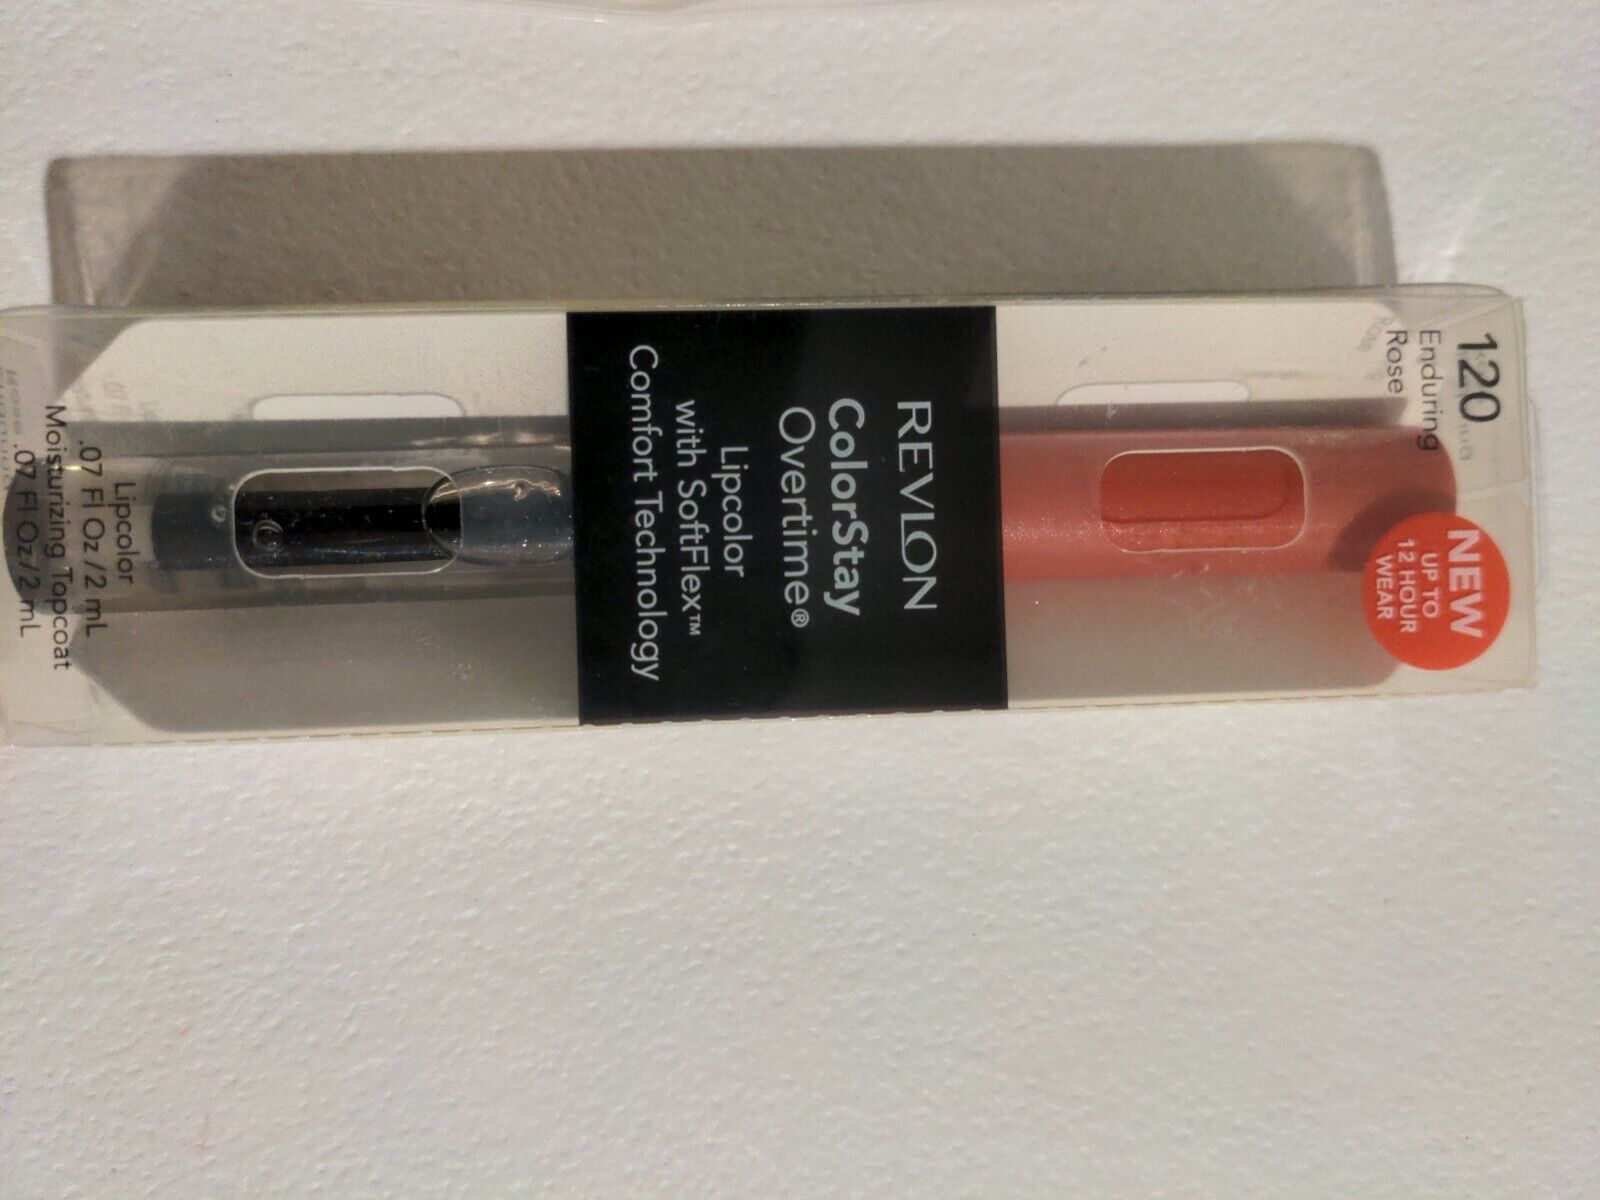 120
Enduring
Rose
NEW
UP TO
12 HOUR
WEAR
REVLON
ColorStay
Overtime®
Lipcolor
with SoftFlex™
Comfort Technology
Lipcolor
.07 Fl Oz / 2 mL
Moisturizing Topcoat
.07 Fl Oz / 2 mL